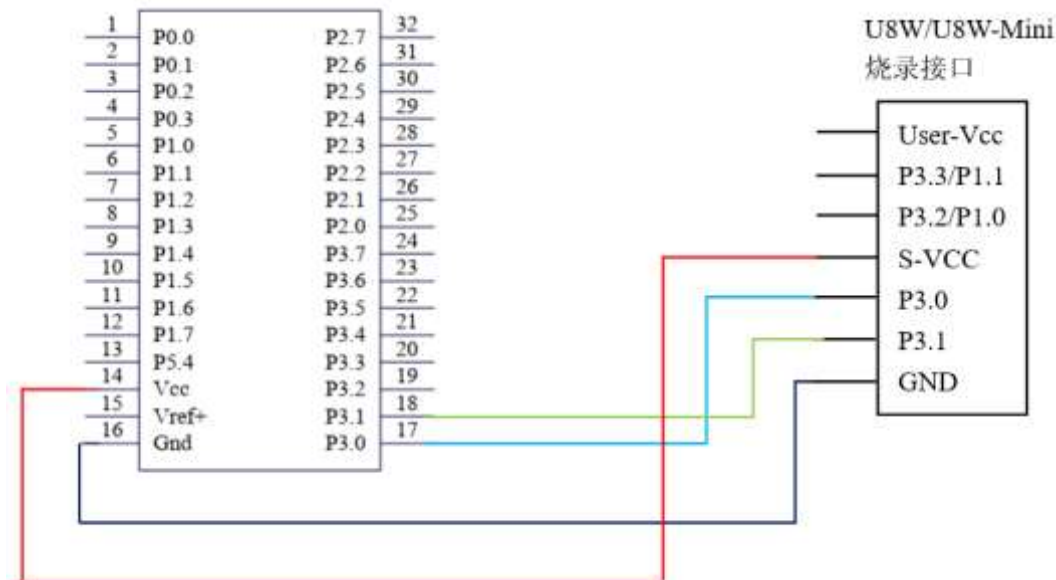 1 P0.0 P2.7 32
2 P0.1 P2.6 31
3 P0.2 P2.5 30
4 P0.3 P2.4 29
5 P1.0 P2.3 28
6 P1.1 P2.2 27
7 P1.2 P2.1 26
8 P1.3 P2.0 25
9 P1.4 P3.7 24
10 P1.5 P3.6 23
11 P1.6 P3.5 22
12 P1.7 P3.4 21
13 P5.4 P3.3 20
14 Vcc P3.2 19
15 Vref+ P3.1 18
16 Gnd P3.0 17
U8W/U8W-Mini
烧录接口
User-Vcc
P3.3/P1.1
P3.2/P1.0
S-VCC
P3.0
P3.1
GND